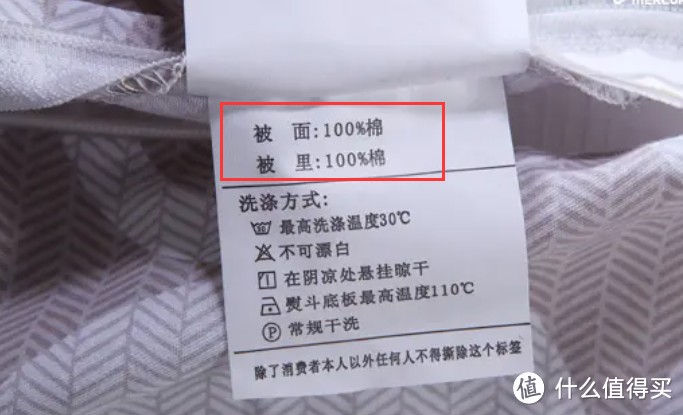 被 面:100%棉
被 里:100%棉
洗涤方式:
最高洗涤温度30℃
不可漂白
在阴凉处悬挂晾干
熨斗底板最高温度110℃
P 常规干洗
除了消费者本人以外任何人不得撕除这个标签
值 什么值得买